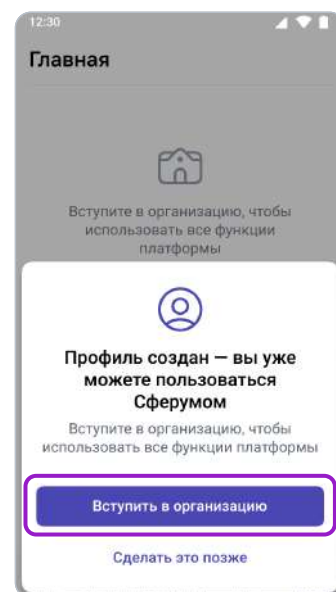 12:30
Главная
Вступите в организацию, чтобы
использовать все функции
платформы
Профиль создан — вы уже
можете пользоваться
Сферумом
Вступите в организацию, чтобы
использовать все функции платформы
Вступить в организацию
Сделать это позже